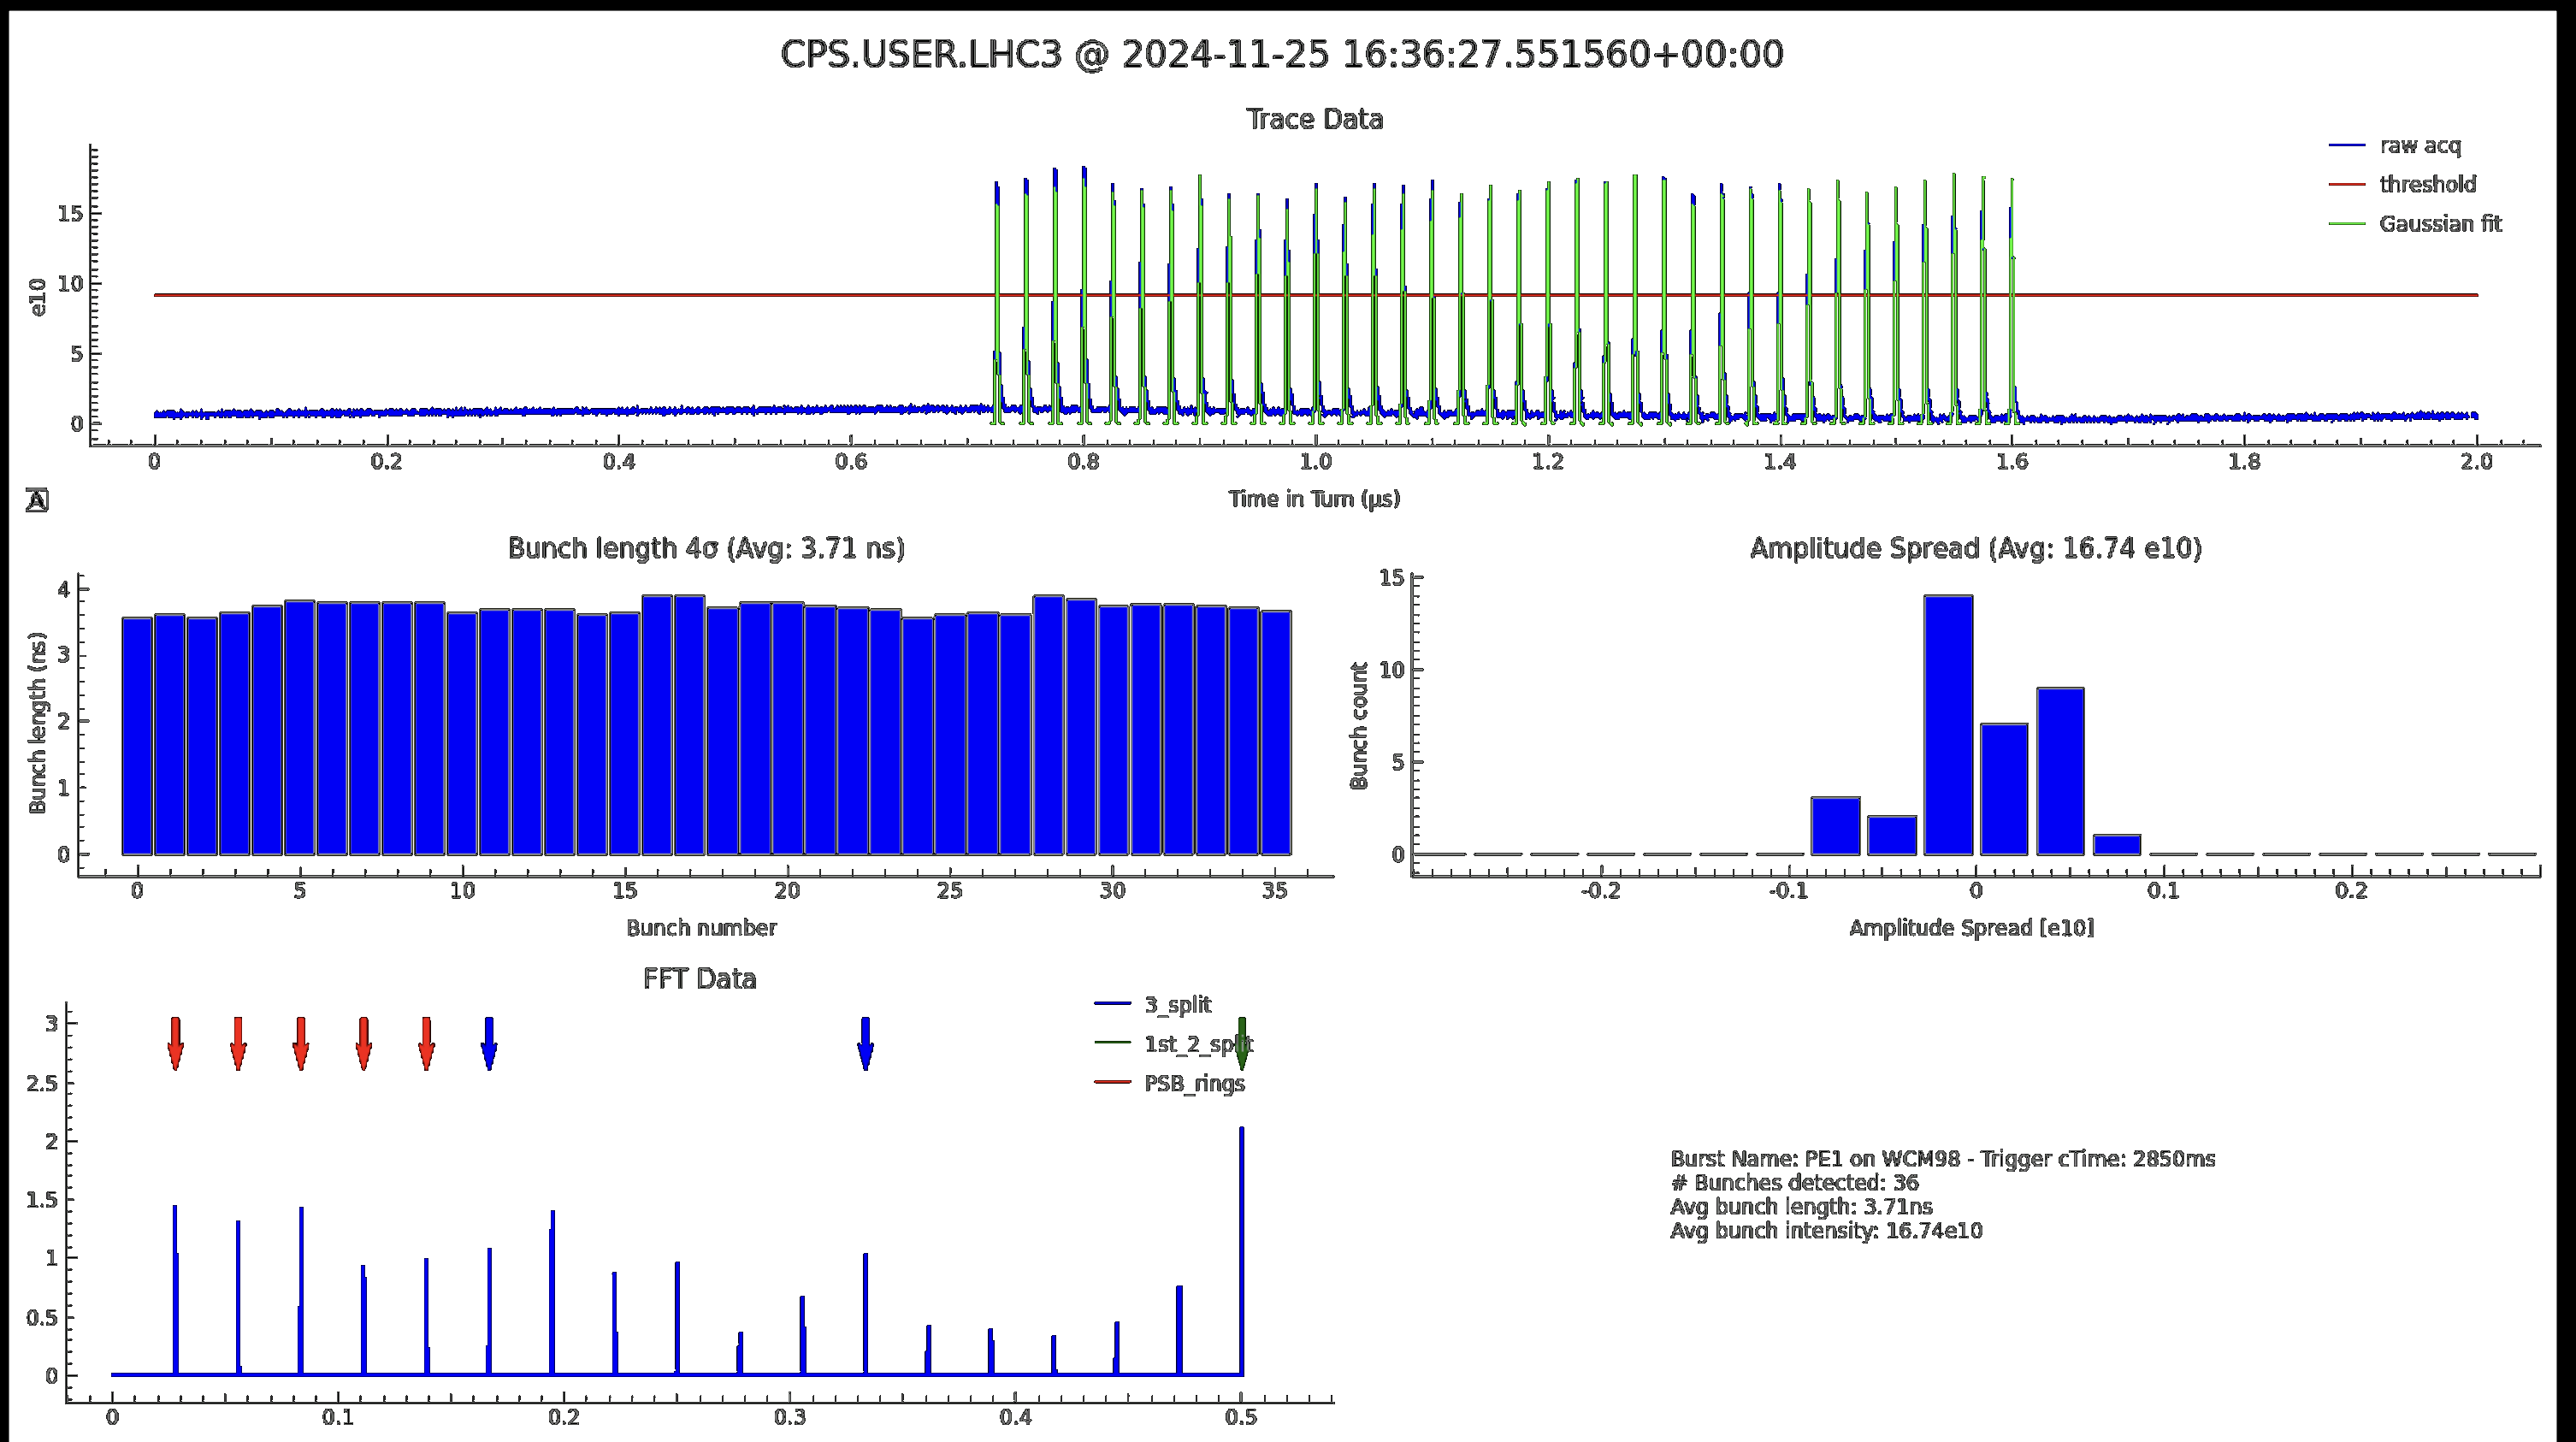 CPS.USER.LHC3 @ 2024-11-25 16:36:27.551560+00:00
Trace Data
raw acq
threshold
Gaussian fit
e10
15
10
5
0
0 0.2 0.4 0.6 0.8 1.0 1.2 1.4 1.6 1.8 2.0
Time in Turn (µs)
A
Bunch length 4σ (Avg: 3.71 ns)
Bunch length (ns)
4
3
2
1
0
0 5 10 15 20 25 30 35
Bunch number
Amplitude Spread (Avg: 16.74 e10)
Bunch count
15
10
5
0
-0.2 -0.1 0 0.1 0.2
Amplitude Spread [e10]
FFT Data
3_split
1st_2_split
PSB_rings
3
2.5
2
1.5
1
0.5
0
0 0.1 0.2 0.3 0.4 0.5
Burst Name: PE1 on WCM98 - Trigger cTime: 2850ms
# Bunches detected: 36
Avg bunch length: 3.71ns
Avg bunch intensity: 16.74e10